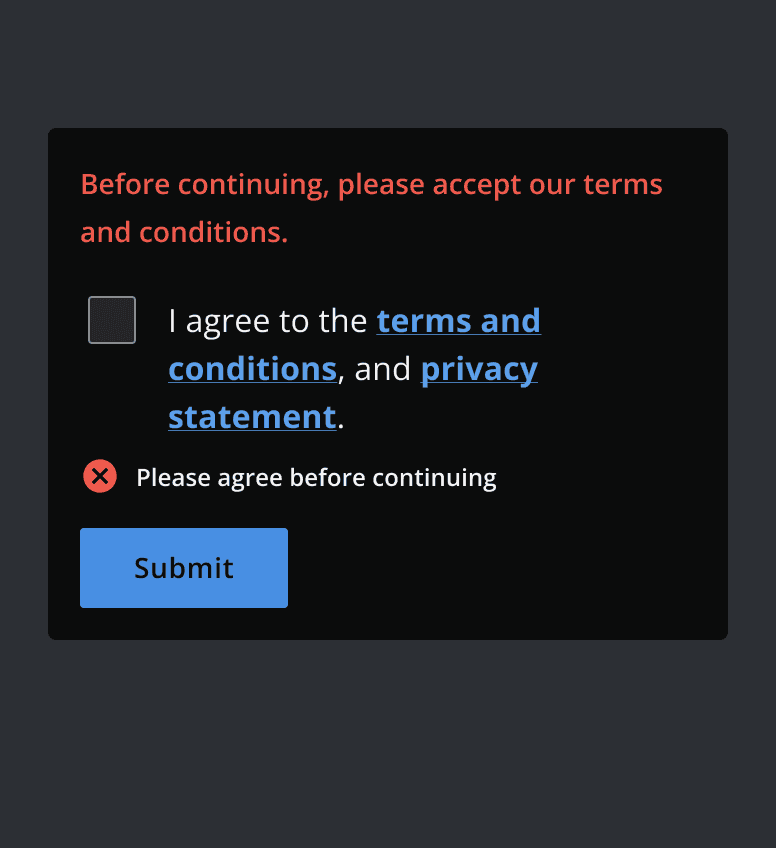 Before continuing, please accept our terms
and conditions.
I agree to the terms and
conditions, and privacy
statement.
Please agree before continuing
Submit